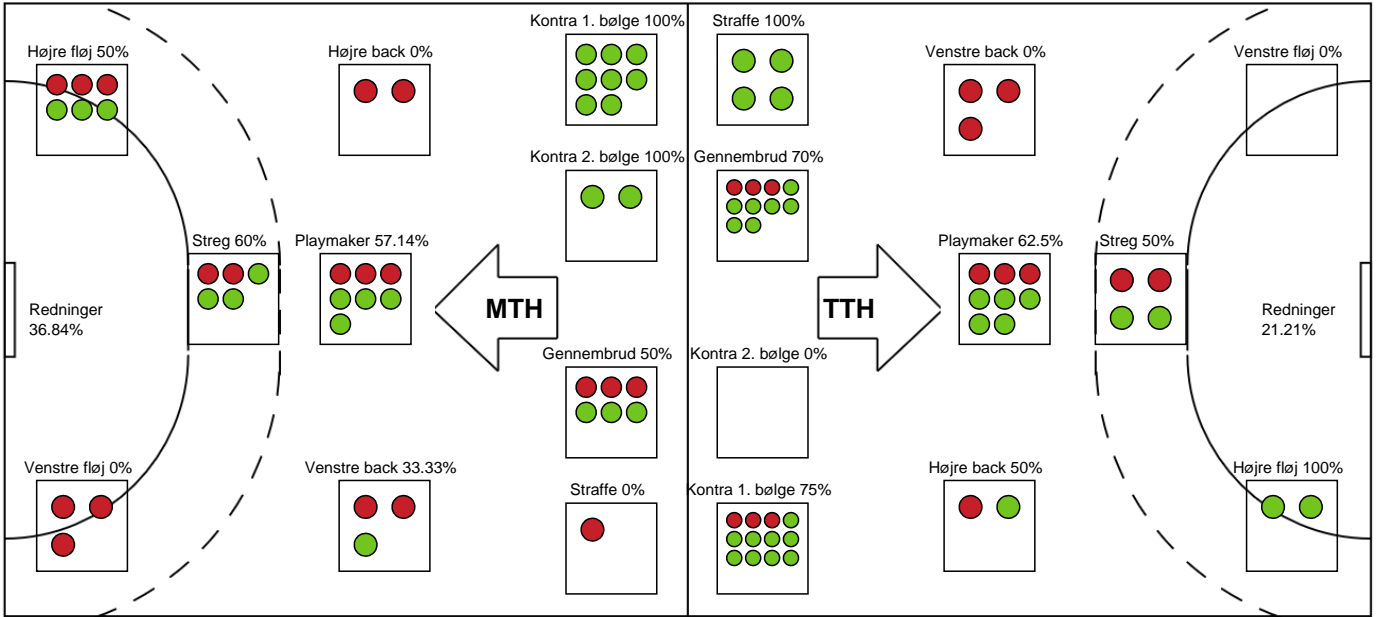 Kontra 1. bølge 100%
Straffe 100%
Højre fløj 50%
Højre back 0%
Venstre back 0%
Venstre fløj 0%
Kontra 2. bølge 100%
Gennembrud 70%
Streg 60%
Playmaker 57.14%
Playmaker 62.5%
Streg 50%
Redninger
36.84%
MTH
TTH
Redninger
21.21%
Gennembrud 50%
Kontra 2. bølge 0%
Venstre fløj 0%
Venstre back 33.33%
Straffe 0%
Kontra 1. bølge 75%
Højre back 50%
Højre fløj 100%